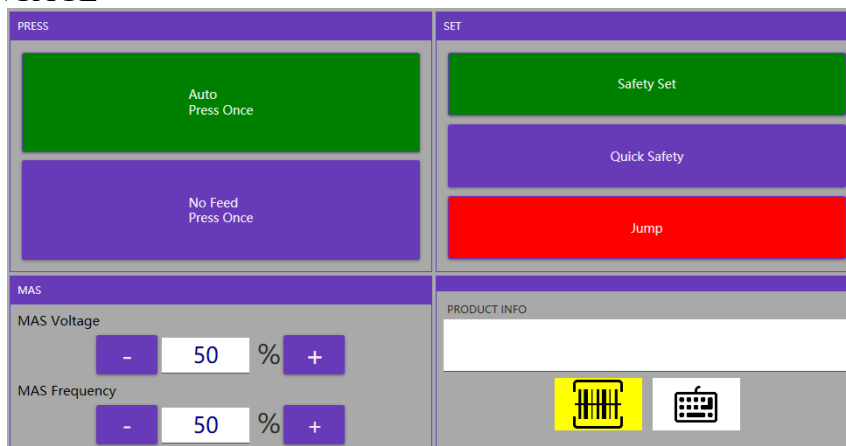 PRESS
Auto
Press Once
No Feed
Press Once
SET
Safety Set
Quick Safety
Jump
MAS
MAS Voltage
- 50 % +
MAS Frequency
- 50 % +
PRODUCT INFO